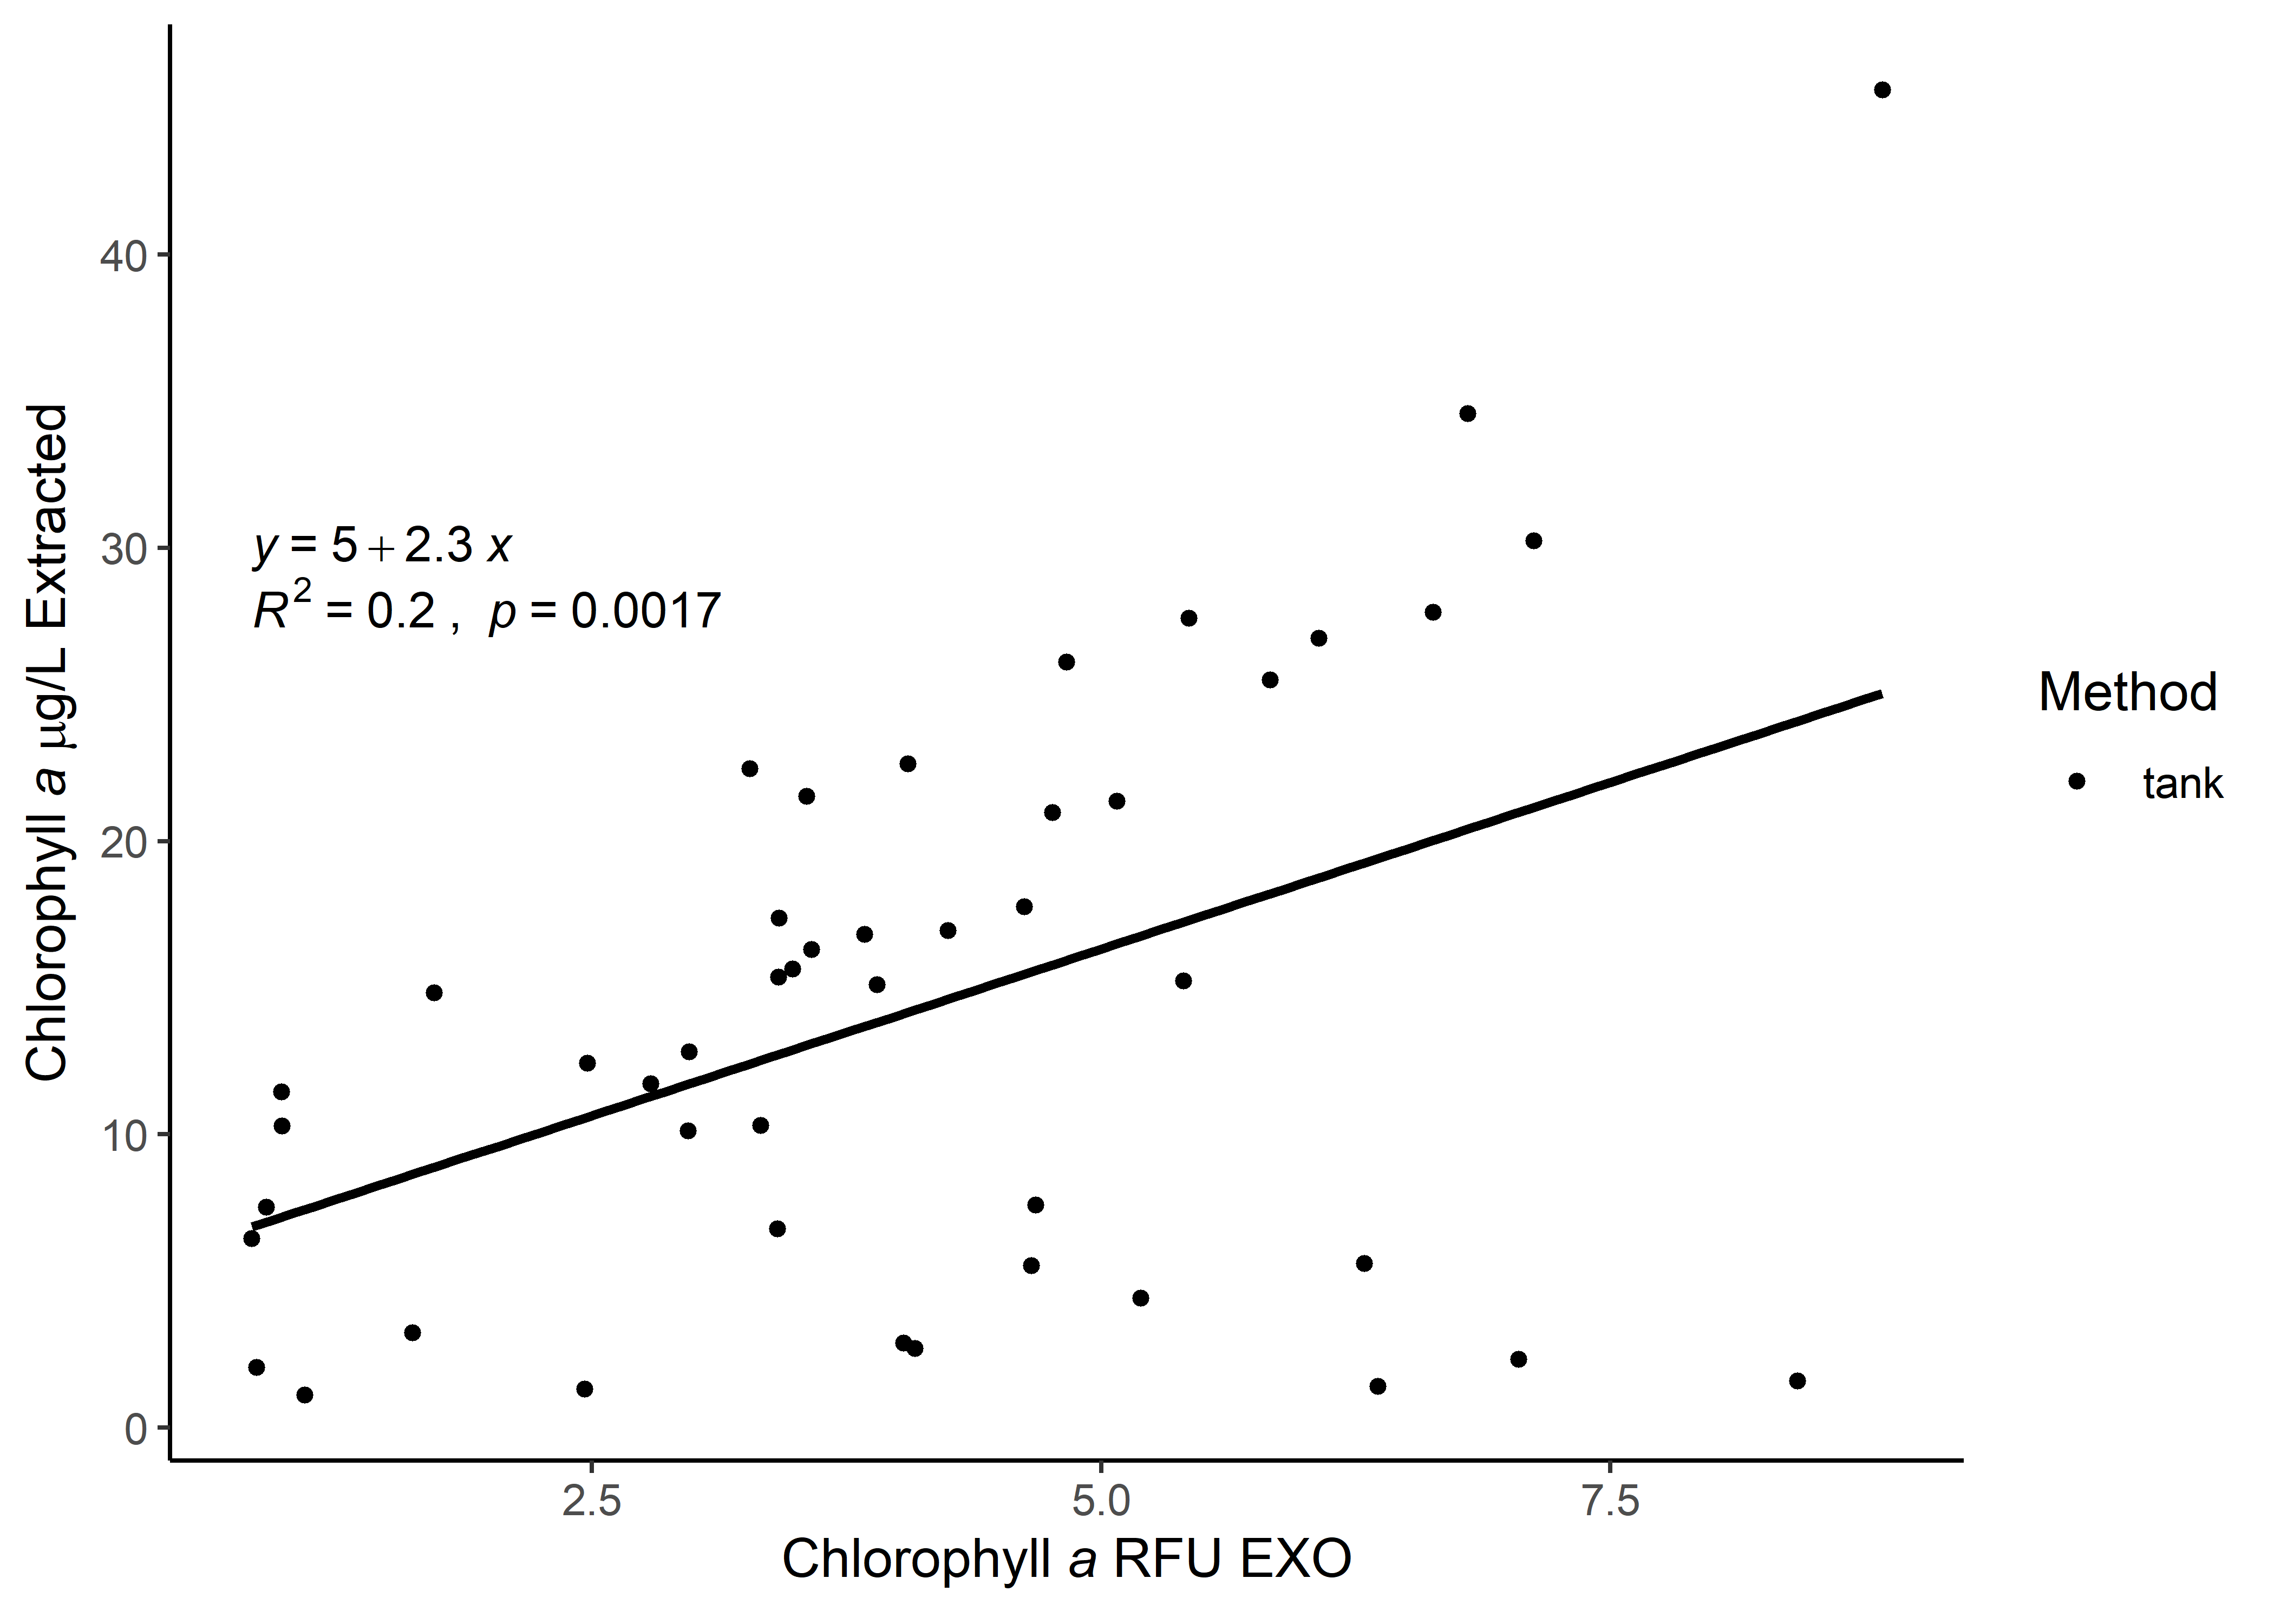 Chlorophyll a µg/L Extracted
40
30
20
10
0
y = 5 + 2.3 x
R² = 0.2 , p = 0.0017
2.5 5.0 7.5
Chlorophyll a RFU EXO
Method
tank